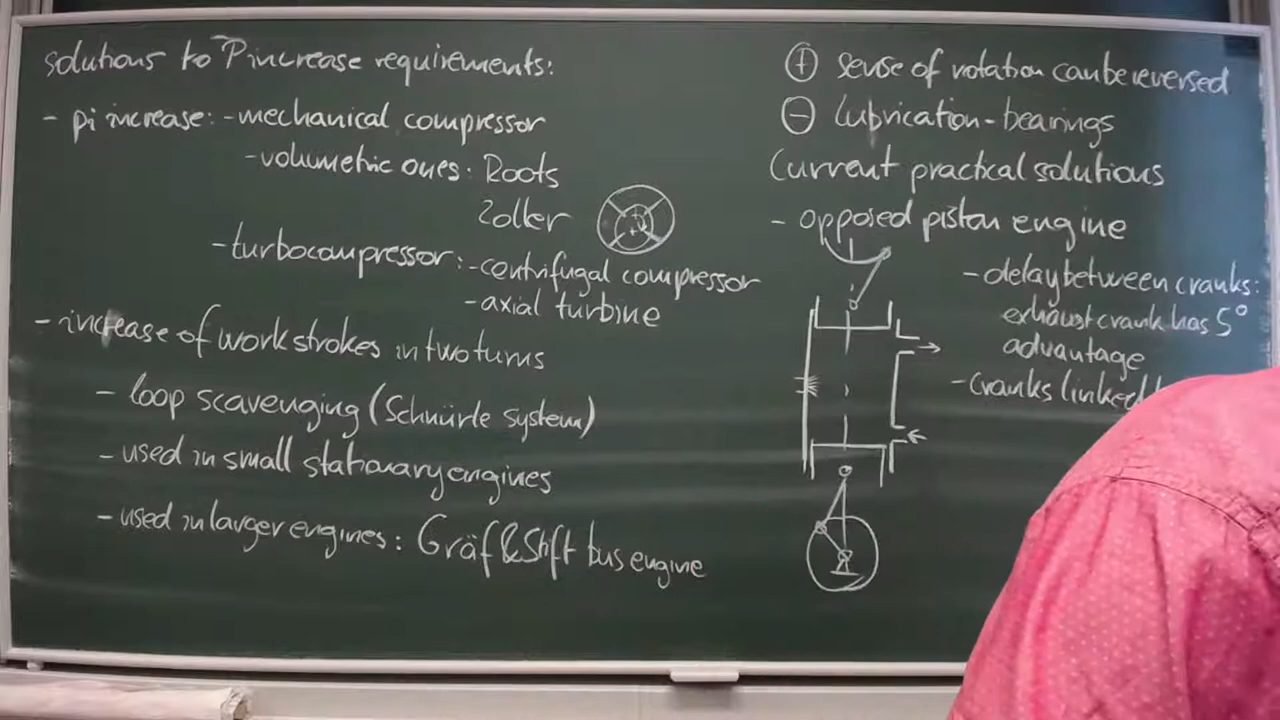 solutions to P increase requirements:
- pi increase: - mechanical compressor
- volumetric ones: Roots
Zoller
- turbocompressor: - centrifugal compressor
- axial turbine
- increase of work strokes in two turns
- loop scavenging (Schnürle system)
- used in small stationary engines
- used in larger engines: Gräf & Stift bus engine
⊕ sense of rotation can be reversed
⊖ lubrication - bearings
Current practical solutions
- opposed piston engine
- delay between cranks:
exhaust crank has 5°
advantage
- cranks linked